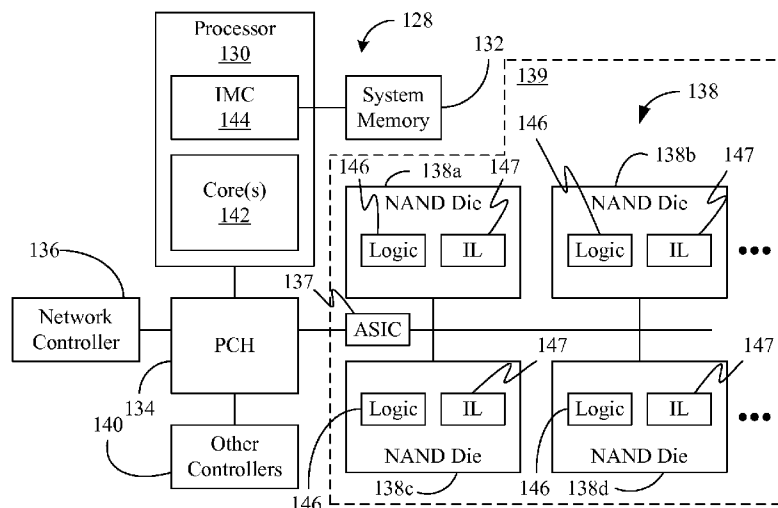 Processor
130
IMC
144
Core(s)
142
128
132
System
Memory
139
138
146
147
138a
NAND Die
Logic
IL
146
138b
147
NAND Die
Logic
IL
136
Network
Controller
134
PCH
137
ASIC
140
Other
Controllers
147
Logic
IL
NAND Die
146
138c
147
Logic
IL
NAND Die
146
138d